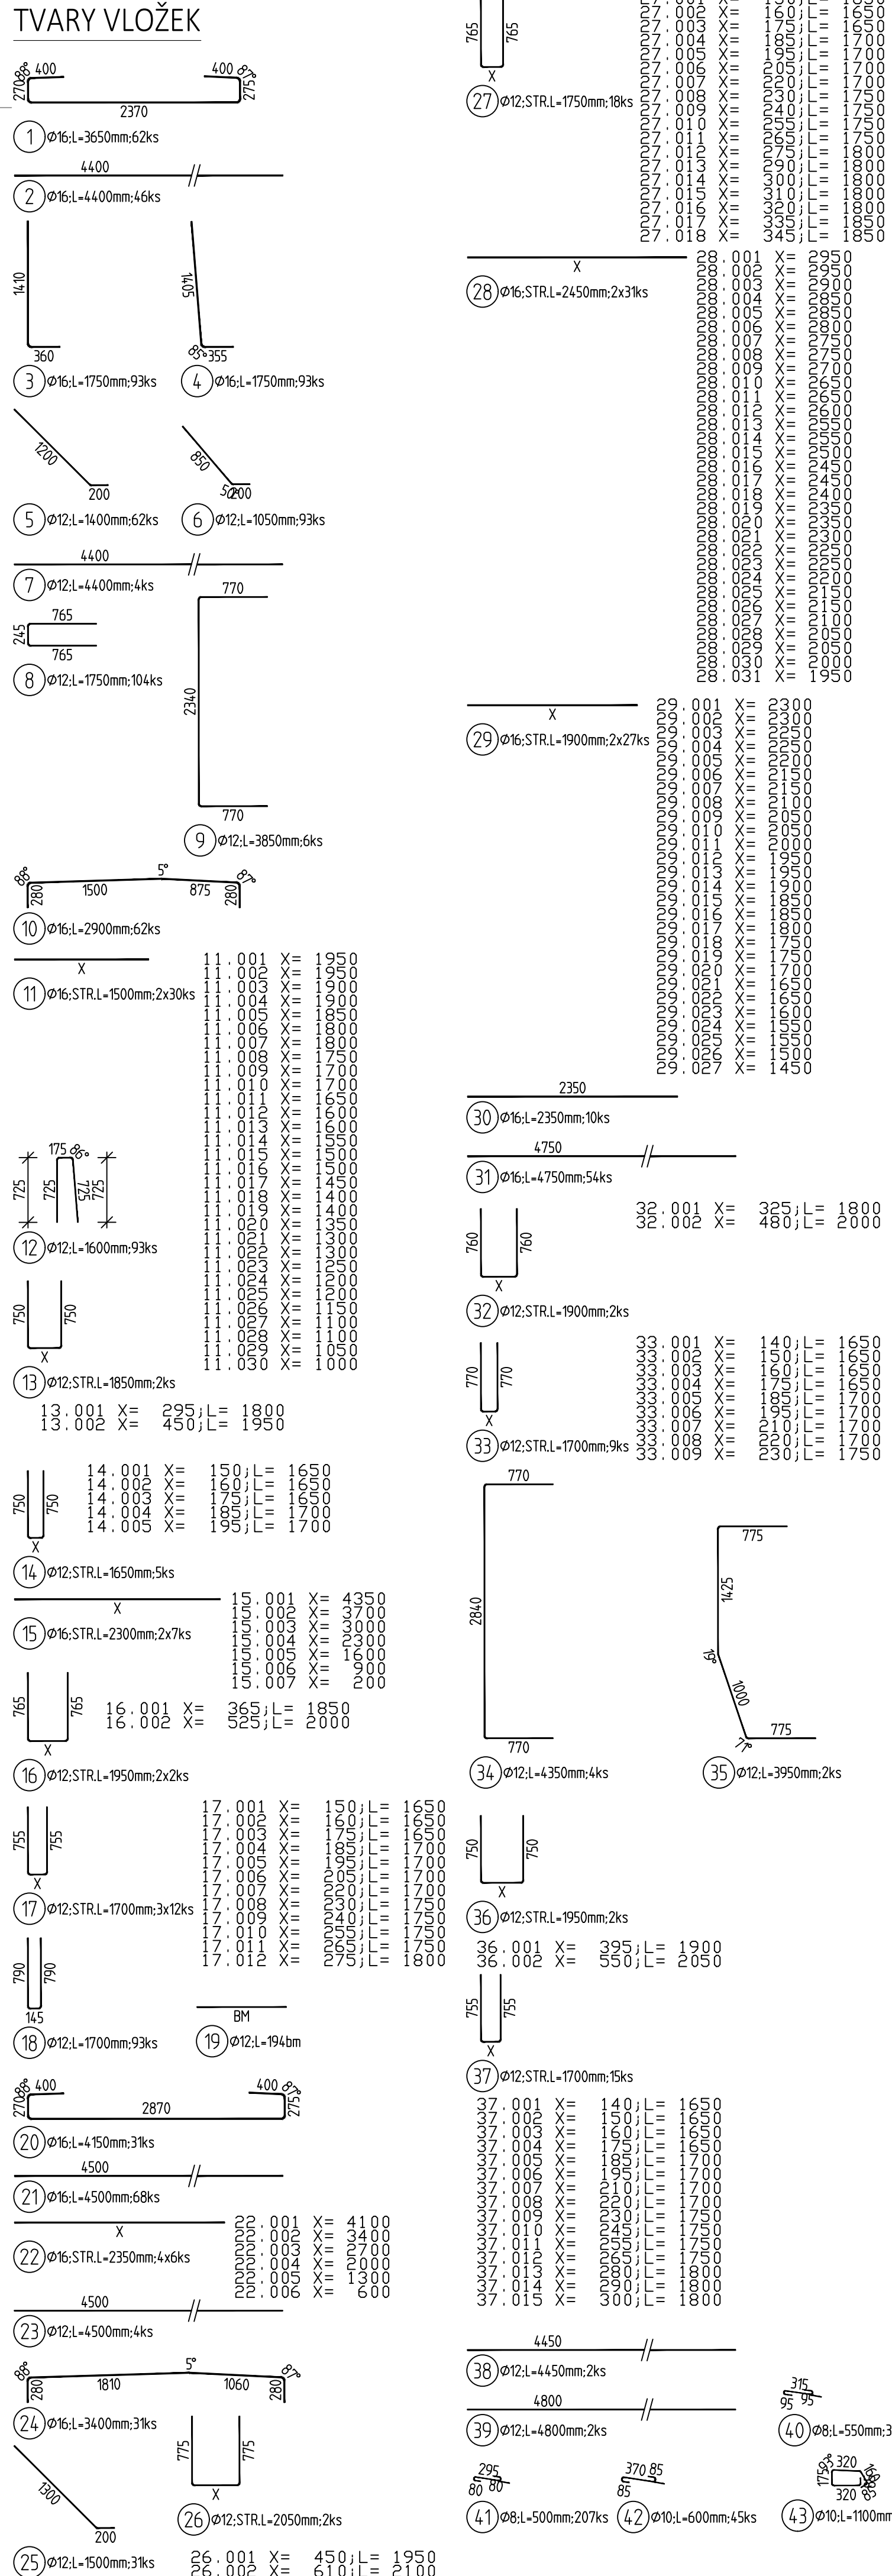 TVARY VLOŽEK
270 88° 400 400 87° 275
2370
1 Ø16;L=3650mm;62ks
4400
2 Ø16;L=4400mm;46ks
1410
360
3 Ø16;L=1750mm;93ks
1405
85° 355
4 Ø16;L=1750mm;93ks
1200
200
5 Ø12;L=1400mm;62ks
850
50° 200
6 Ø12;L=1050mm;93ks
4400
7 Ø12;L=4400mm;4ks
765
245
765
8 Ø12;L=1750mm;104ks
770
2340
770
9 Ø12;L=3850mm;6ks
88° 5° 87°
280 1500 875 280
10 Ø16;L=2900mm;62ks
X
11 Ø16;STR.L=1500mm;2x30ks
11.001 X= 1950
11.002 X= 1950
11.003 X= 1900
11.004 X= 1900
11.005 X= 1850
11.006 X= 1800
11.007 X= 1800
11.008 X= 1750
11.009 X= 1700
11.010 X= 1700
11.011 X= 1650
11.012 X= 1600
11.013 X= 1600
11.014 X= 1550
11.015 X= 1500
11.016 X= 1500
11.017 X= 1450
11.018 X= 1400
11.019 X= 1400
11.020 X= 1350
11.021 X= 1300
11.022 X= 1300
11.023 X= 1250
11.024 X= 1200
11.025 X= 1200
11.026 X= 1150
11.027 X= 1100
11.028 X= 1100
11.029 X= 1050
11.030 X= 1000
175 86°
725 725 725 725
12 Ø12;L=1600mm;93ks
750 750
X
13 Ø12;STR.L=1850mm;2ks
13.001 X= 295;L= 1800
13.002 X= 450;L= 1950
750 750
X
14 Ø12;STR.L=1650mm;5ks
14.001 X= 150;L= 1650
14.002 X= 160;L= 1650
14.003 X= 175;L= 1650
14.004 X= 185;L= 1700
14.005 X= 195;L= 1700
X
15 Ø16;STR.L=2300mm;2x7ks
15.001 X= 4350
15.002 X= 3700
15.003 X= 3000
15.004 X= 2300
15.005 X= 1600
15.006 X= 900
15.007 X= 200
765 765
X
16 Ø12;STR.L=1950mm;2x2ks
16.001 X= 365;L= 1850
16.002 X= 525;L= 2000
755 755
X
17 Ø12;STR.L=1700mm;3x12ks
17.001 X= 150;L= 1650
17.002 X= 160;L= 1650
17.003 X= 175;L= 1650
17.004 X= 185;L= 1700
17.005 X= 195;L= 1700
17.006 X= 205;L= 1700
17.007 X= 220;L= 1700
17.008 X= 230;L= 1750
17.009 X= 240;L= 1750
17.010 X= 255;L= 1750
17.011 X= 265;L= 1750
17.012 X= 275;L= 1800
790 790
145
18 Ø12;L=1700mm;93ks
BM
19 Ø12;L=194bm
270 88° 400 400 87° 275
2870
20 Ø16;L=4150mm;31ks
4500
21 Ø16;L=4500mm;68ks
X
22 Ø16;STR.L=2350mm;4x6ks
22.001 X= 4100
22.002 X= 3400
22.003 X= 2700
22.004 X= 2000
22.005 X= 1300
22.006 X= 600
4500
23 Ø12;L=4500mm;4ks
88° 5° 87°
280 1810 1060 280
24 Ø16;L=3400mm;31ks
1300
200
25 Ø12;L=1500mm;31ks
775 775
X
26 Ø12;STR.L=2050mm;2ks
26.001 X= 450;L= 1950
26.002 X= 610;L= 2100
765 765
X
27 Ø12;STR.L=1750mm;18ks
27.002 X= 160;L= 1650
27.003 X= 175;L= 1650
27.004 X= 185;L= 1700
27.005 X= 195;L= 1700
27.006 X= 205;L= 1700
27.007 X= 220;L= 1700
27.008 X= 230;L= 1750
27.009 X= 240;L= 1750
27.010 X= 255;L= 1750
27.011 X= 265;L= 1750
27.012 X= 275;L= 1800
27.013 X= 290;L= 1800
27.014 X= 300;L= 1800
27.015 X= 310;L= 1800
27.016 X= 320;L= 1800
27.017 X= 335;L= 1850
27.018 X= 345;L= 1850
X
28 Ø16;STR.L=2450mm;2x31ks
28.001 X= 2950
28.002 X= 2950
28.003 X= 2900
28.004 X= 2850
28.005 X= 2850
28.006 X= 2800
28.007 X= 2750
28.008 X= 2750
28.009 X= 2700
28.010 X= 2650
28.011 X= 2650
28.012 X= 2600
28.013 X= 2550
28.014 X= 2550
28.015 X= 2500
28.016 X= 2450
28.017 X= 2450
28.018 X= 2400
28.019 X= 2350
28.020 X= 2350
28.021 X= 2300
28.022 X= 2250
28.023 X= 2250
28.024 X= 2200
28.025 X= 2150
28.026 X= 2150
28.027 X= 2100
28.028 X= 2050
28.029 X= 2050
28.030 X= 2000
28.031 X= 1950
X
29 Ø16;STR.L=1900mm;2x27ks
29.001 X= 2300
29.002 X= 2300
29.003 X= 2250
29.004 X= 2250
29.005 X= 2200
29.006 X= 2150
29.007 X= 2150
29.008 X= 2100
29.009 X= 2050
29.010 X= 2050
29.011 X= 2000
29.012 X= 1950
29.013 X= 1950
29.014 X= 1900
29.015 X= 1850
29.016 X= 1850
29.017 X= 1800
29.018 X= 1750
29.019 X= 1750
29.020 X= 1700
29.021 X= 1650
29.022 X= 1650
29.023 X= 1600
29.024 X= 1550
29.025 X= 1550
29.026 X= 1500
29.027 X= 1450
2350
30 Ø16;L=2350mm;10ks
4750
31 Ø16;L=4750mm;54ks
760 760
X
32 Ø12;STR.L=1900mm;2ks
32.001 X= 325;L= 1800
32.002 X= 480;L= 2000
770 770
X
33 Ø12;STR.L=1700mm;9ks
33.001 X= 140;L= 1650
33.002 X= 150;L= 1650
33.003 X= 160;L= 1650
33.004 X= 175;L= 1650
33.005 X= 185;L= 1700
33.006 X= 195;L= 1700
33.007 X= 210;L= 1700
33.008 X= 220;L= 1700
33.009 X= 230;L= 1750
770
2840
770
34 Ø12;L=4350mm;4ks
775
1425
19°
1000
71° 775
35 Ø12;L=3950mm;2ks
750 750
X
36 Ø12;STR.L=1950mm;2ks
36.001 X= 395;L= 1900
36.002 X= 550;L= 2050
755 755
X
37 Ø12;STR.L=1700mm;15ks
37.001 X= 140;L= 1650
37.002 X= 150;L= 1650
37.003 X= 160;L= 1650
37.004 X= 175;L= 1650
37.005 X= 185;L= 1700
37.006 X= 195;L= 1700
37.007 X= 210;L= 1700
37.008 X= 220;L= 1700
37.009 X= 230;L= 1750
37.010 X= 245;L= 1750
37.011 X= 255;L= 1750
37.012 X= 265;L= 1750
37.013 X= 280;L= 1800
37.014 X= 290;L= 1800
37.015 X= 300;L= 1800
4450
38 Ø12;L=4450mm;2ks
4800
39 Ø12;L=4800mm;2ks
315
95 95
40 Ø8;L=550mm;3
295
80 80
41 Ø8;L=500mm;207ks
370 85
85
42 Ø10;L=600mm;45ks
175 93° 320
320
43 Ø10;L=1100mm